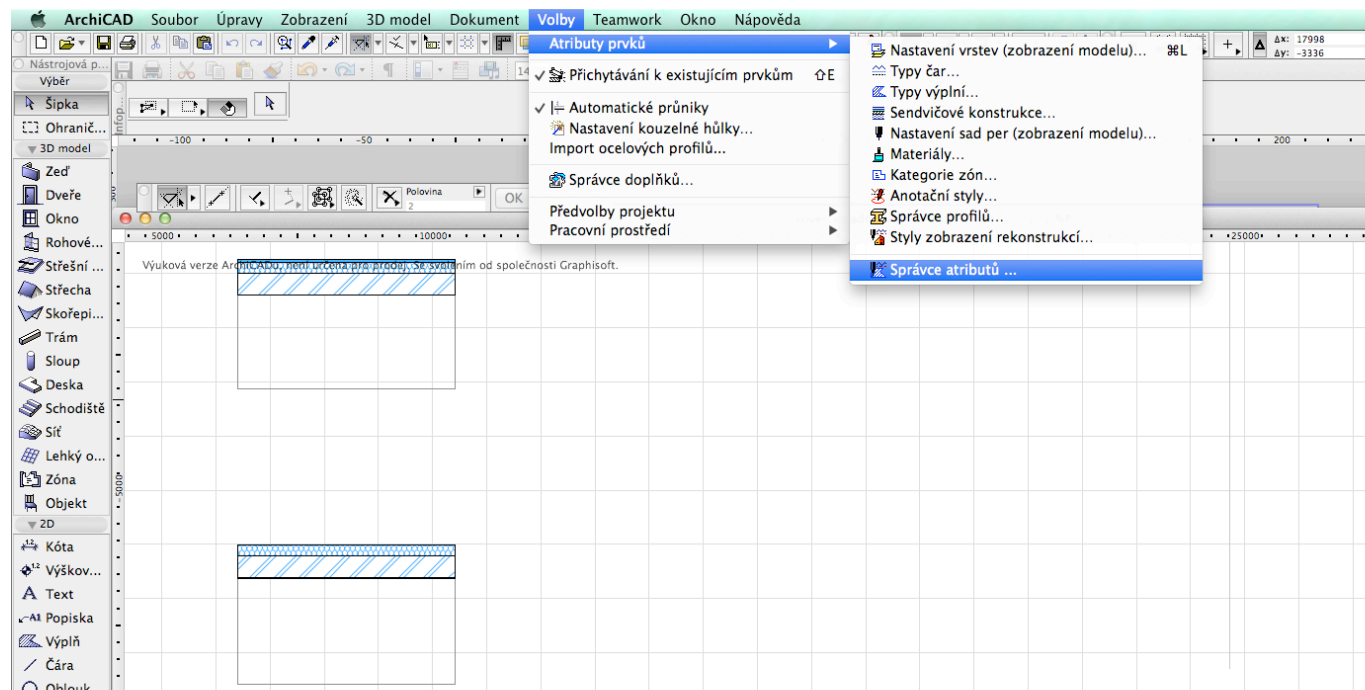 ArchiCAD Soubor Úpravy Zobrazení 3D model Dokument Volby Teamwork Okno Nápověda
Atributy prvků
Přichytávání k existujícím prvkům ⇧E
Automatické průniky
Nastavení kouzelné hůlky...
Import ocelových profilů...
Správce doplňků...
Předvolby projektu
Pracovní prostředí
Nastavení vrstev (zobrazení modelu)... ⌘L
Typy čar...
Typy výplní...
Sendvičové konstrukce...
Nastavení sad per (zobrazení modelu)...
Materiály...
Kategorie zón...
Anotační styly...
Správce profilů...
Styly zobrazení rekonstrukcí...
Správce atributů ...
Δx: 17998
Δy: -3336
Nástrojová p...
Výběr
Šipka
Ohranič...
3D model
Zeď
Dveře
Okno
Rohové...
Střešní ...
Střecha
Skořepi...
Trám
Sloup
Deska
Schodiště
Síť
Lehký o...
Zóna
Objekt
2D
Kóta
Výškov...
Text
Popiska
Výplň
Čára
Oblouk
Infop...
14
-100 -50 200
Polovina
2
OK
5000 10000 25000
-5000
Výuková verze ArchiCADu, není určena pro prodej. Se svolením od společnosti Graphisoft.